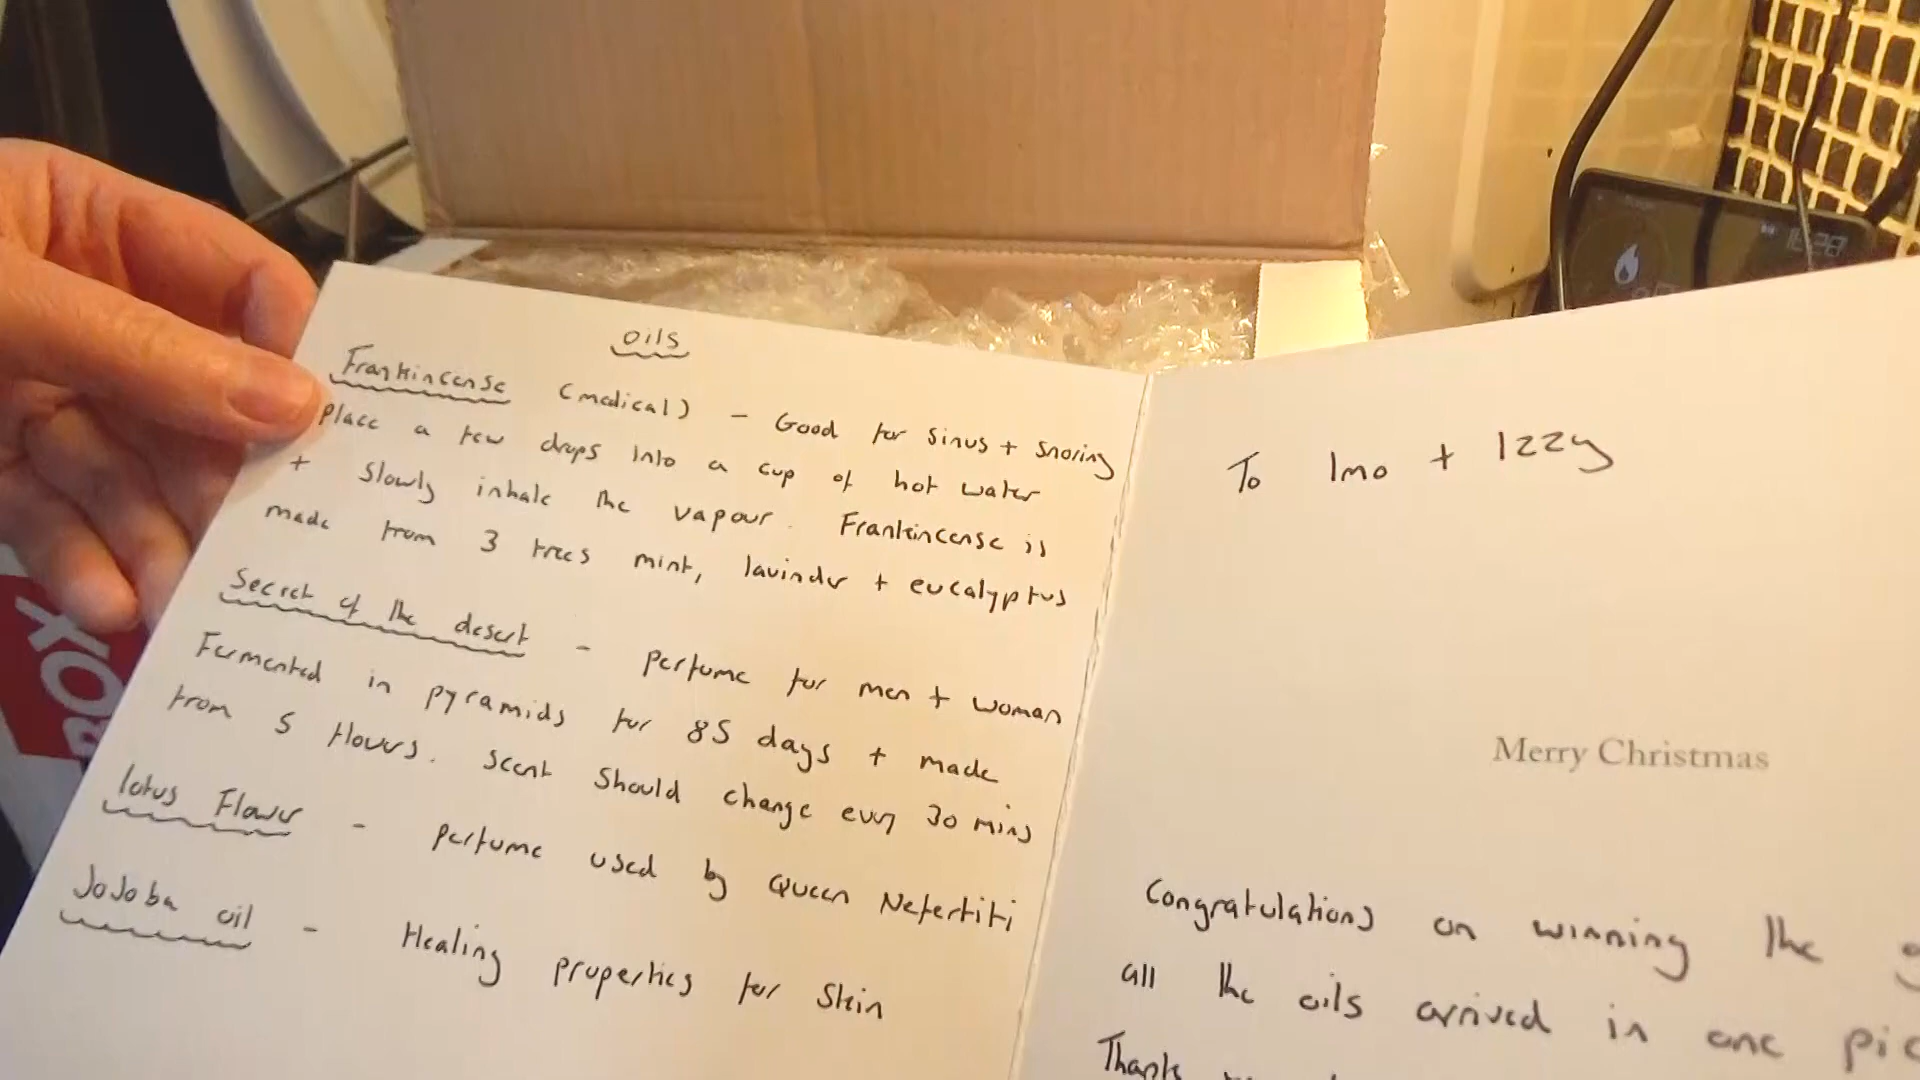 oils
Frankincense (medical) - Good for sinus + snoring
place a few drops into a cup of hot water
+ slowly inhale the vapour. Frankincense is
made from 3 trees mint, lavinder + eucalyptus
Secret of the desert - perfume for men + woman
Fermented in pyramids for 85 days + made
from 5 flours. scent should change evry 30 mins
lotus Flower - perfume used by Queen Nefertiti
JoJoba oil - Healing properties for skin
To Imo + Izzy
Merry Christmas
Congratulations on winning the
all the oils arrived in one
Thanks